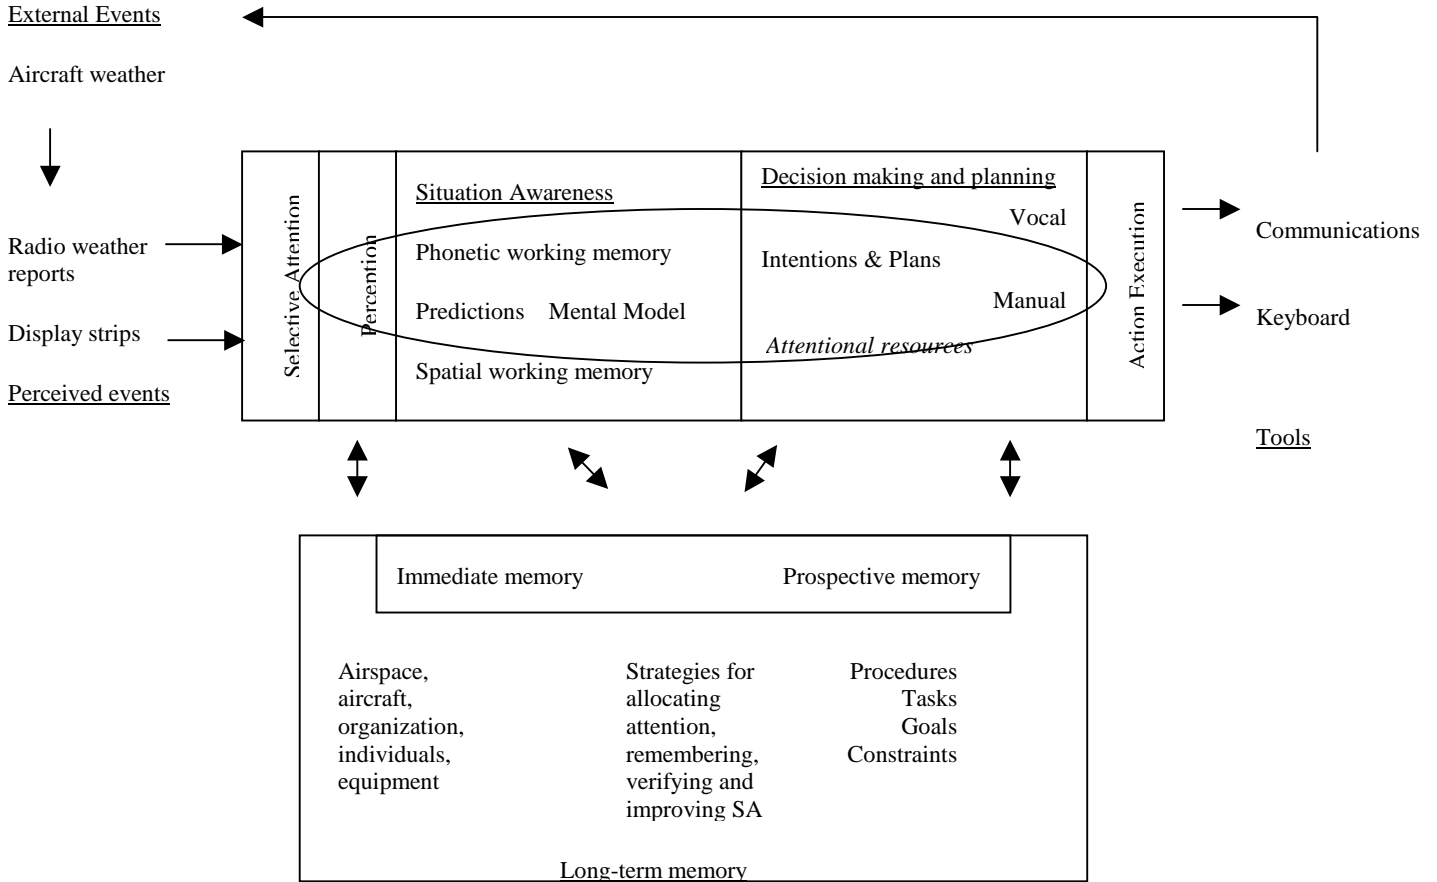 External Events
Aircraft weather
Radio weather
reports
Display strips
Perceived events
Selective Attention
Perception
Situation Awareness
Phonetic working memory
Predictions    Mental Model
Spatial working memory
Decision making and planning
Vocal
Intentions & Plans
Manual
Attentional resources
Action Execution
Communications
Keyboard
Tools
Immediate memory
Prospective memory
Airspace,
aircraft,
organization,
individuals,
equipment
Strategies for
allocating
attention,
remembering,
verifying and
improving SA
Procedures
Tasks
Goals
Constraints
Long-term memory